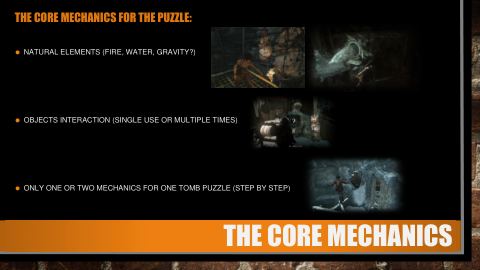 THE CORE MECHANICS FOR THE PUZZLE:
NATURAL ELEMENTS (FIRE, WATER, GRAVITY?)
OBJECTS INTERACTION (SINGLE USE OR MULTIPLE TIMES)
ONLY ONE OR TWO MECHANICS FOR ONE TOMB PUZZLE (STEP BY STEP)
THE CORE MECHANICS